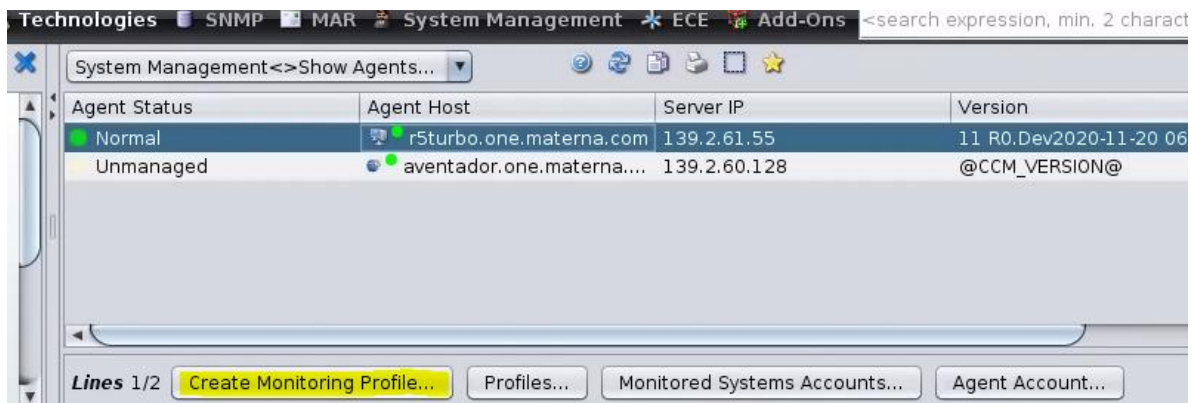 Technologies SNMP MAR System Management ECE Add-Ons <search expression, min. 2 charact
System Management<>Show Agents...
Agent Status Agent Host Server IP Version
Normal r5turbo.one.materna.com 139.2.61.55 11 R0.Dev2020-11-20 06
Unmanaged aventador.one.materna.... 139.2.60.128 @CCM_VERSION@
Lines 1/2 Create Monitoring Profile... Profiles... Monitored Systems Accounts... Agent Account...